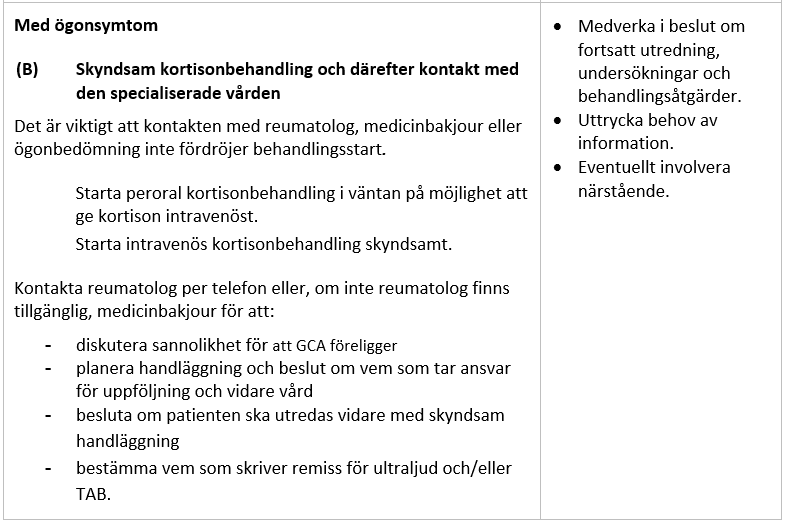 Med ögonsymtom
(B) Skyndsam kortisonbehandling och därefter kontakt med
den specialiserade vården
Det är viktigt att kontakten med reumatolog, medicinbakjour eller
ögonbedömning inte fördröjer behandlingsstart.
Starta peroral kortisonbehandling i väntan på möjlighet att
ge kortison intravenöst.
Starta intravenös kortisonbehandling skyndsamt.
Kontakta reumatolog per telefon eller, om inte reumatolog finns
tillgänglig, medicinbakjour för att:
- diskutera sannolikhet för att GCA föreligger
- planera handläggning och beslut om vem som tar ansvar
för uppföljning och vidare vård
- besluta om patienten ska utredas vidare med skyndsam
handläggning
- bestämma vem som skriver remiss för ultraljud och/eller
TAB.
• Medverka i beslut om
fortsatt utredning,
undersökningar och
behandlingsåtgärder.
• Uttrycka behov av
information.
• Eventuellt involvera
närstående.